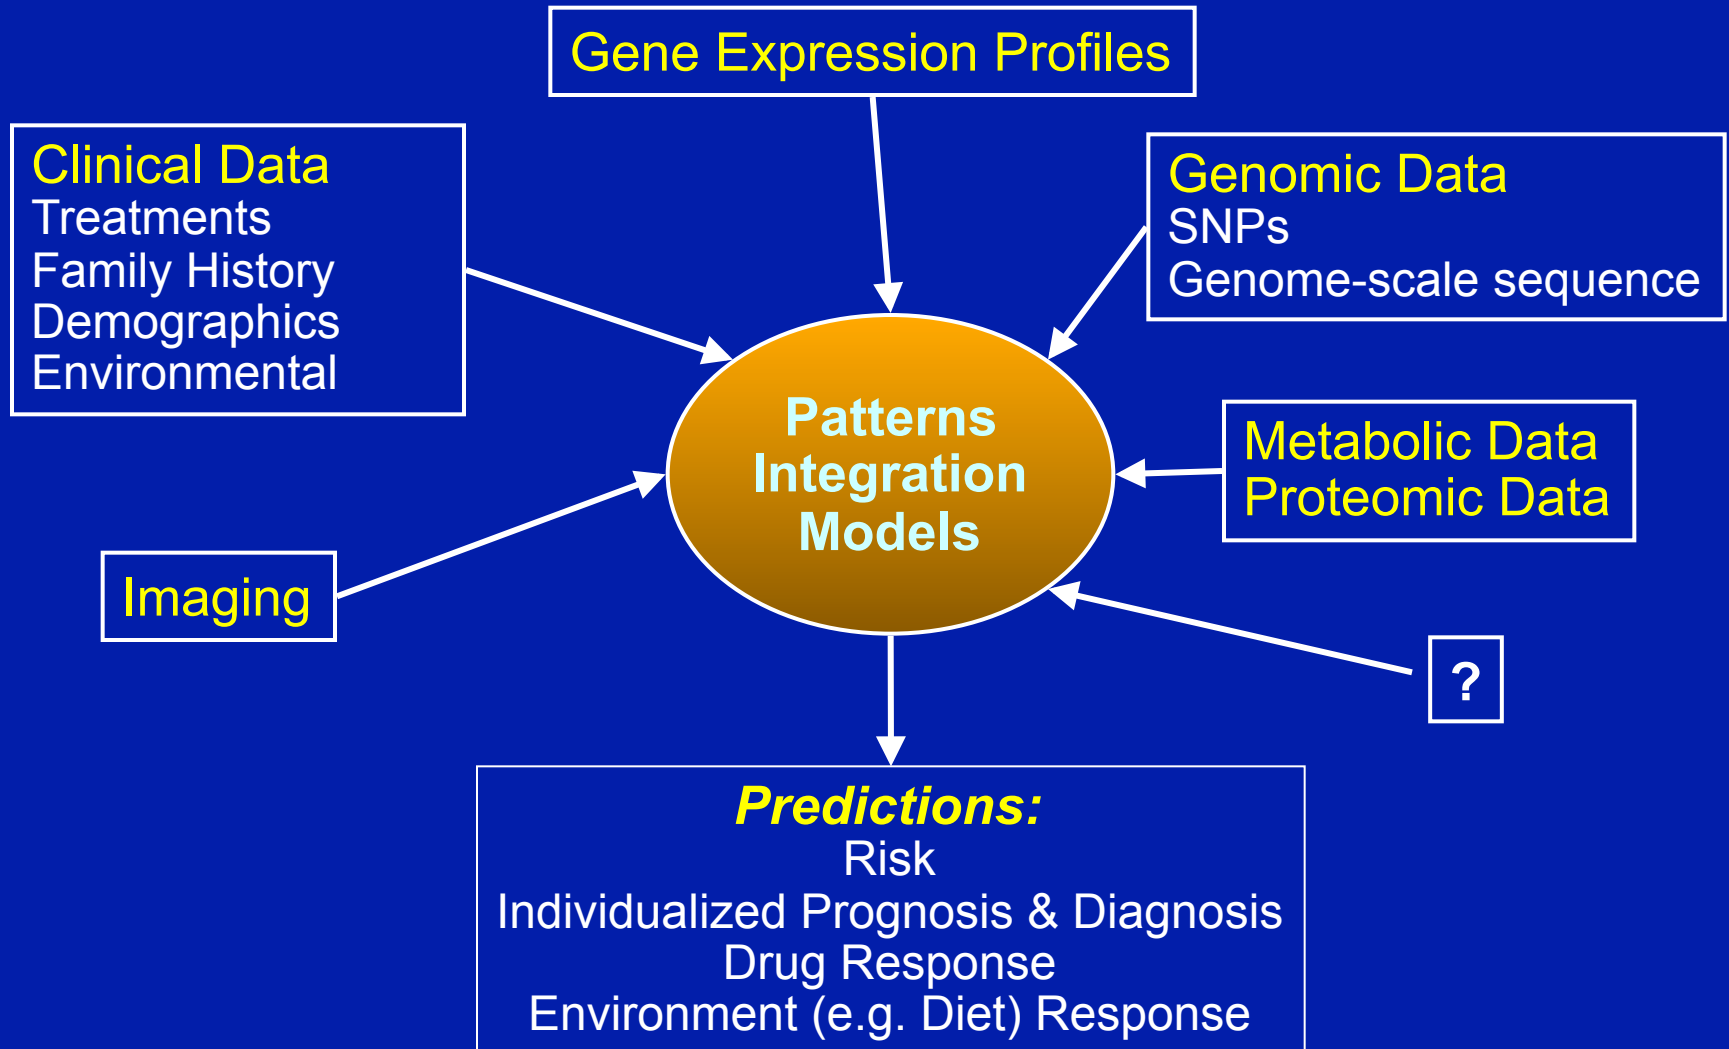 Gene Expression Profiles
Clinical Data
Treatments
Family History
Demographics
Environmental
Genomic Data
SNPs
Genome-scale sequence
Patterns
Integration
Models
Metabolic Data
Proteomic Data
Imaging
?
Predictions:
Risk
Individualized Prognosis & Diagnosis
Drug Response
Environment (e.g. Diet) Response